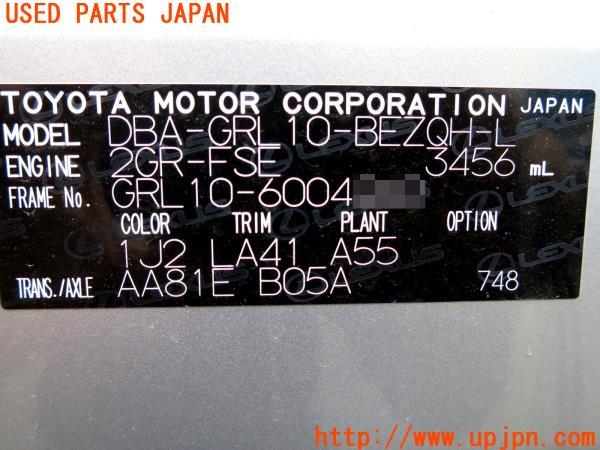 USED PARTS JAPAN
TOYOTA MOTOR CORPORATION JAPAN
MODEL DBA-GRL10-BEZQH-L
ENGINE 2GR-FSE 3456 mL
FRAME No. GRL10-6004
COLOR TRIM PLANT OPTION
1J2 LA41 A55
TRANS./AXLE AA81E B05A 748
http://www.upjpn.com/